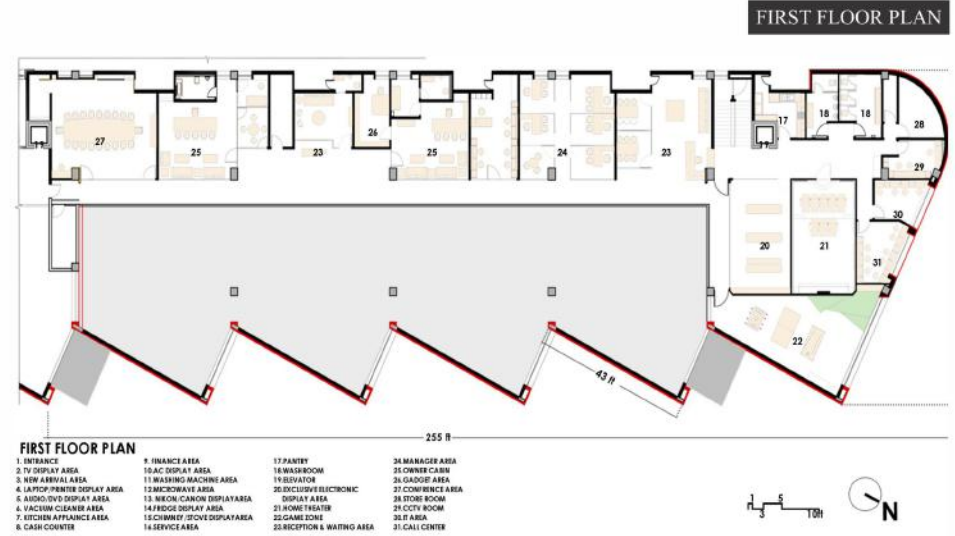 FIRST FLOOR PLAN
27
25
23
26
25
24
23
17
18
18
28
29
30
31
20
21
22
43 ft
255 ft
FIRST FLOOR PLAN
1. ENTRANCE
2. TV DISPLAY AREA
3. NEW ARRIVAL AREA
4. LAPTOP/PRINTER DISPLAY AREA
5. AUDIO/DVD DISPLAY AREA
6. VACUUM CLEANER AREA
7. KITCHEN APPLAINCE AREA
8. CASH COUNTER
9. FINANCE AREA
10.AC DISPLAY AREA
11.WASHING MACHINE AREA
12.MICROWAVE AREA
13. NIKON/CANON DISPLAYAREA
14.FRIDGE DISPLAY AREA
15.CHIMNEY/STOVE DISPLAYAREA
16.SERVICE AREA
17.PANTRY
18.WASHROOM
19.ELEVATOR
20.EXCLUSIVE ELECTRONIC
DISPLAY AREA
21.HOME THEATER
22.GAME ZONE
23.RECEPTION & WAITING AREA
24.MANAGER AREA
25.OWNER CABIN
26.GADGET AREA
27.CONFRENCE AREA
28.STORE ROOM
29.CCTV ROOM
30.IT AREA
31.CALL CENTER
1 5
3 10ft
N